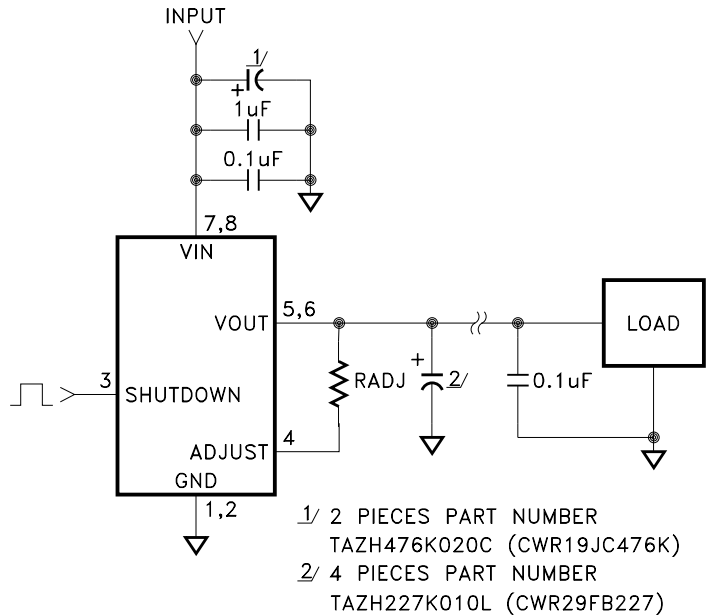 INPUT
1/
+
1uF
0.1uF
7,8
VIN
5,6
VOUT
LOAD
+
3
SHUTDOWN
RADJ
2/
0.1uF
4
ADJUST
GND
1,2
1/ 2 PIECES PART NUMBER
TAZH476K020C (CWR19JC476K)
2/ 4 PIECES PART NUMBER
TAZH227K010L (CWR29FB227)